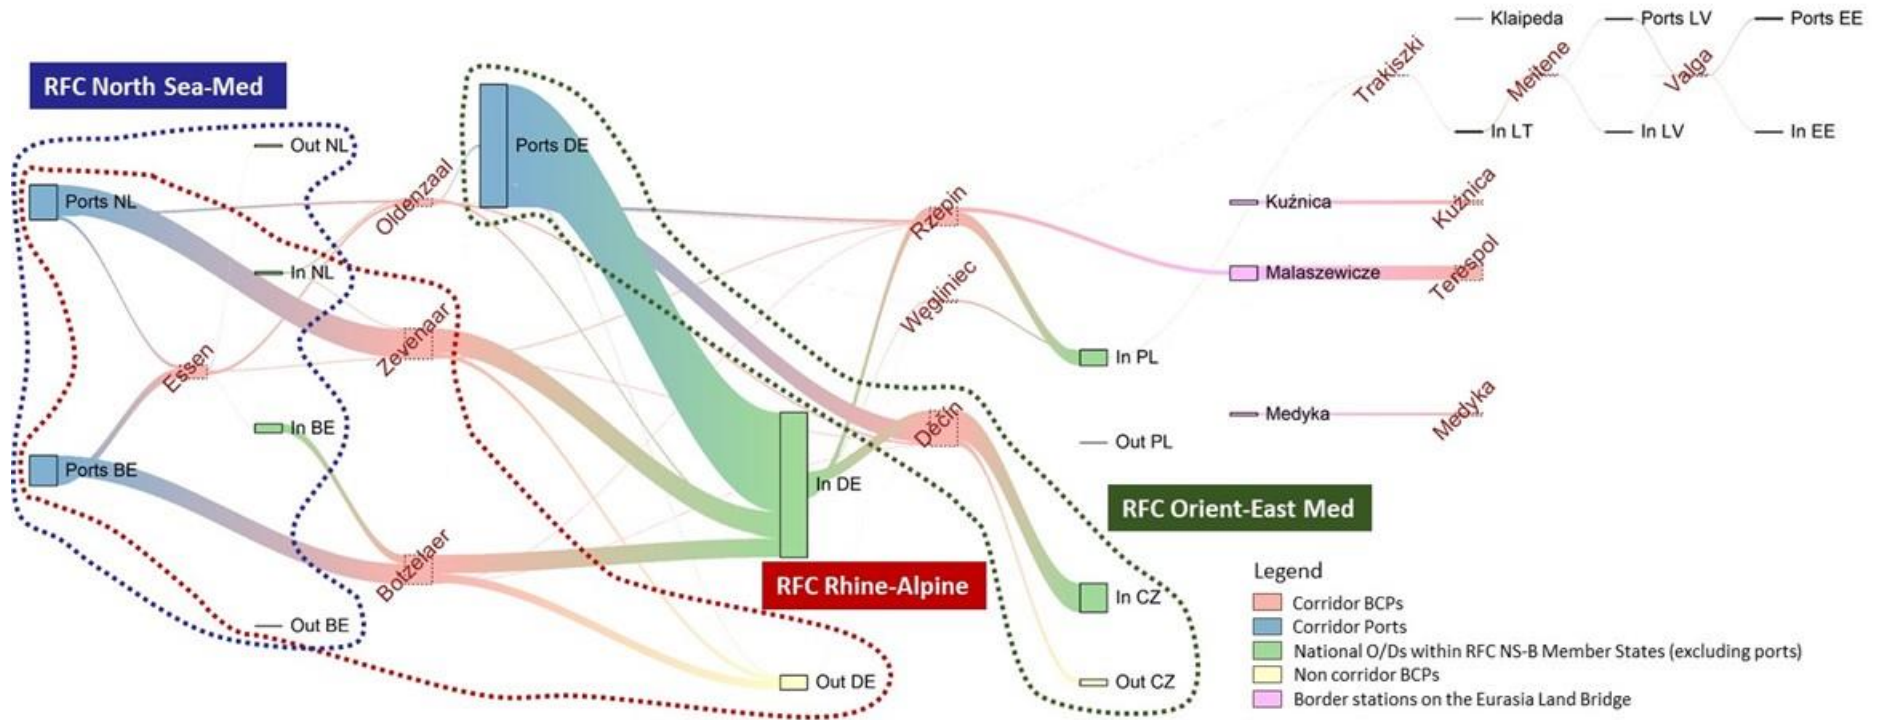 Klaipeda
Ports LV
Ports EE
Trakiszki
Meitene
Valga
In LT
In LV
In EE
RFC North Sea-Med
Out NL
Ports DE
Ports NL
Oldenzaal
Rzepin
Kuźnica
Kuźnica
In NL
Malaszewicze
Terespol
Zevenaar
Węgliniec
Essen
In PL
In BE
Děčín
Medyka
Medyka
Out PL
Ports BE
In DE
RFC Orient-East Med
Botzelaer
RFC Rhine-Alpine
In CZ
Out BE
Out DE
Out CZ
Legend
Corridor BCPs
Corridor Ports
National O/Ds within RFC NS-B Member States (excluding ports)
Non corridor BCPs
Border stations on the Eurasia Land Bridge